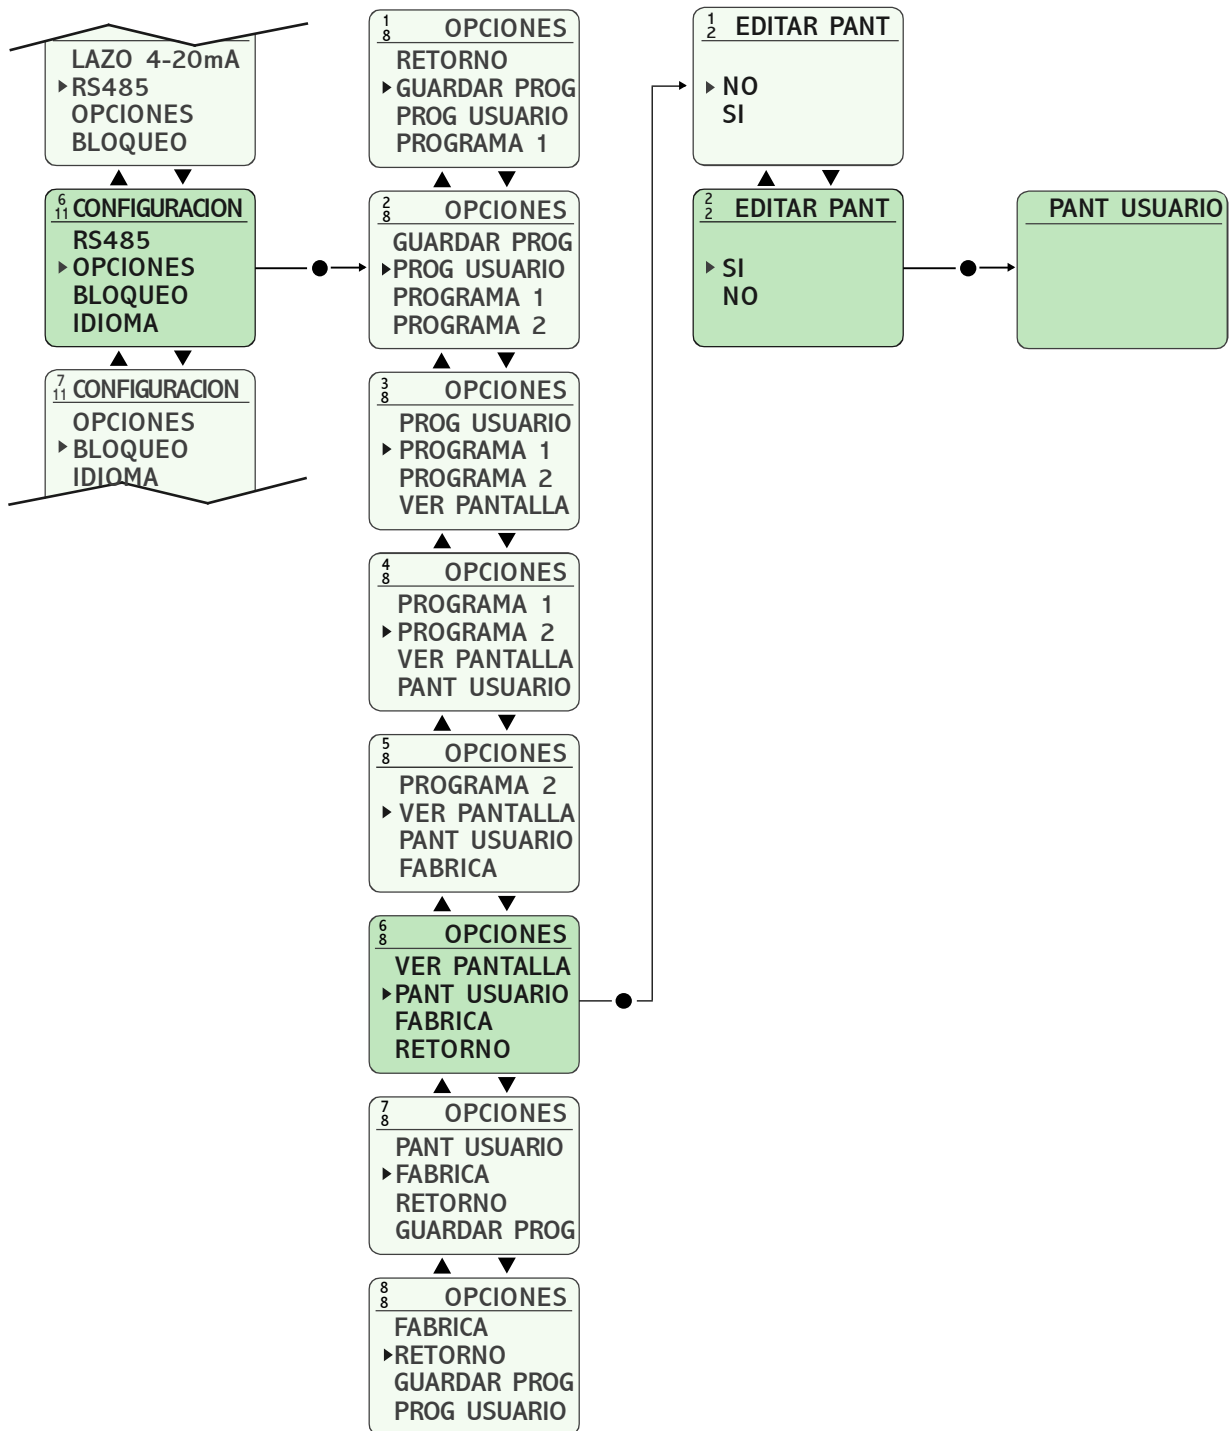 LAZO 4-20mA
RS485
OPCIONES
BLOQUEO
6
11 CONFIGURACION
RS485
OPCIONES
BLOQUEO
IDIOMA
7
11 CONFIGURACION
OPCIONES
BLOQUEO
IDIOMA
1
8 OPCIONES
RETORNO
GUARDAR PROG
PROG USUARIO
PROGRAMA 1
2
8 OPCIONES
GUARDAR PROG
PROG USUARIO
PROGRAMA 1
PROGRAMA 2
3
8 OPCIONES
PROG USUARIO
PROGRAMA 1
PROGRAMA 2
VER PANTALLA
4
8 OPCIONES
PROGRAMA 1
PROGRAMA 2
VER PANTALLA
PANT USUARIO
5
8 OPCIONES
PROGRAMA 2
VER PANTALLA
PANT USUARIO
FABRICA
6
8 OPCIONES
VER PANTALLA
PANT USUARIO
FABRICA
RETORNO
7
8 OPCIONES
PANT USUARIO
FABRICA
RETORNO
GUARDAR PROG
8
8 OPCIONES
FABRICA
RETORNO
GUARDAR PROG
PROG USUARIO
1
2 EDITAR PANT
NO
SI
2
2 EDITAR PANT
SI
NO
PANT USUARIO